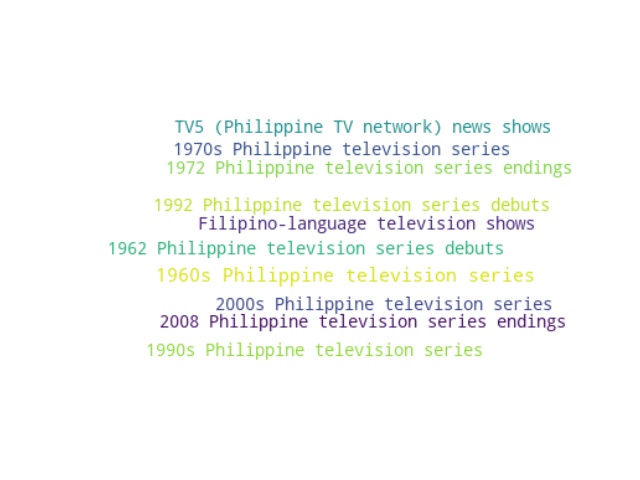 TV5 (Philippine TV network) news shows
1970s Philippine television series
1972 Philippine television series endings
1992 Philippine television series debuts
Filipino-language television shows
1962 Philippine television series debuts
1960s Philippine television series
2000s Philippine television series
2008 Philippine television series endings
1990s Philippine television series